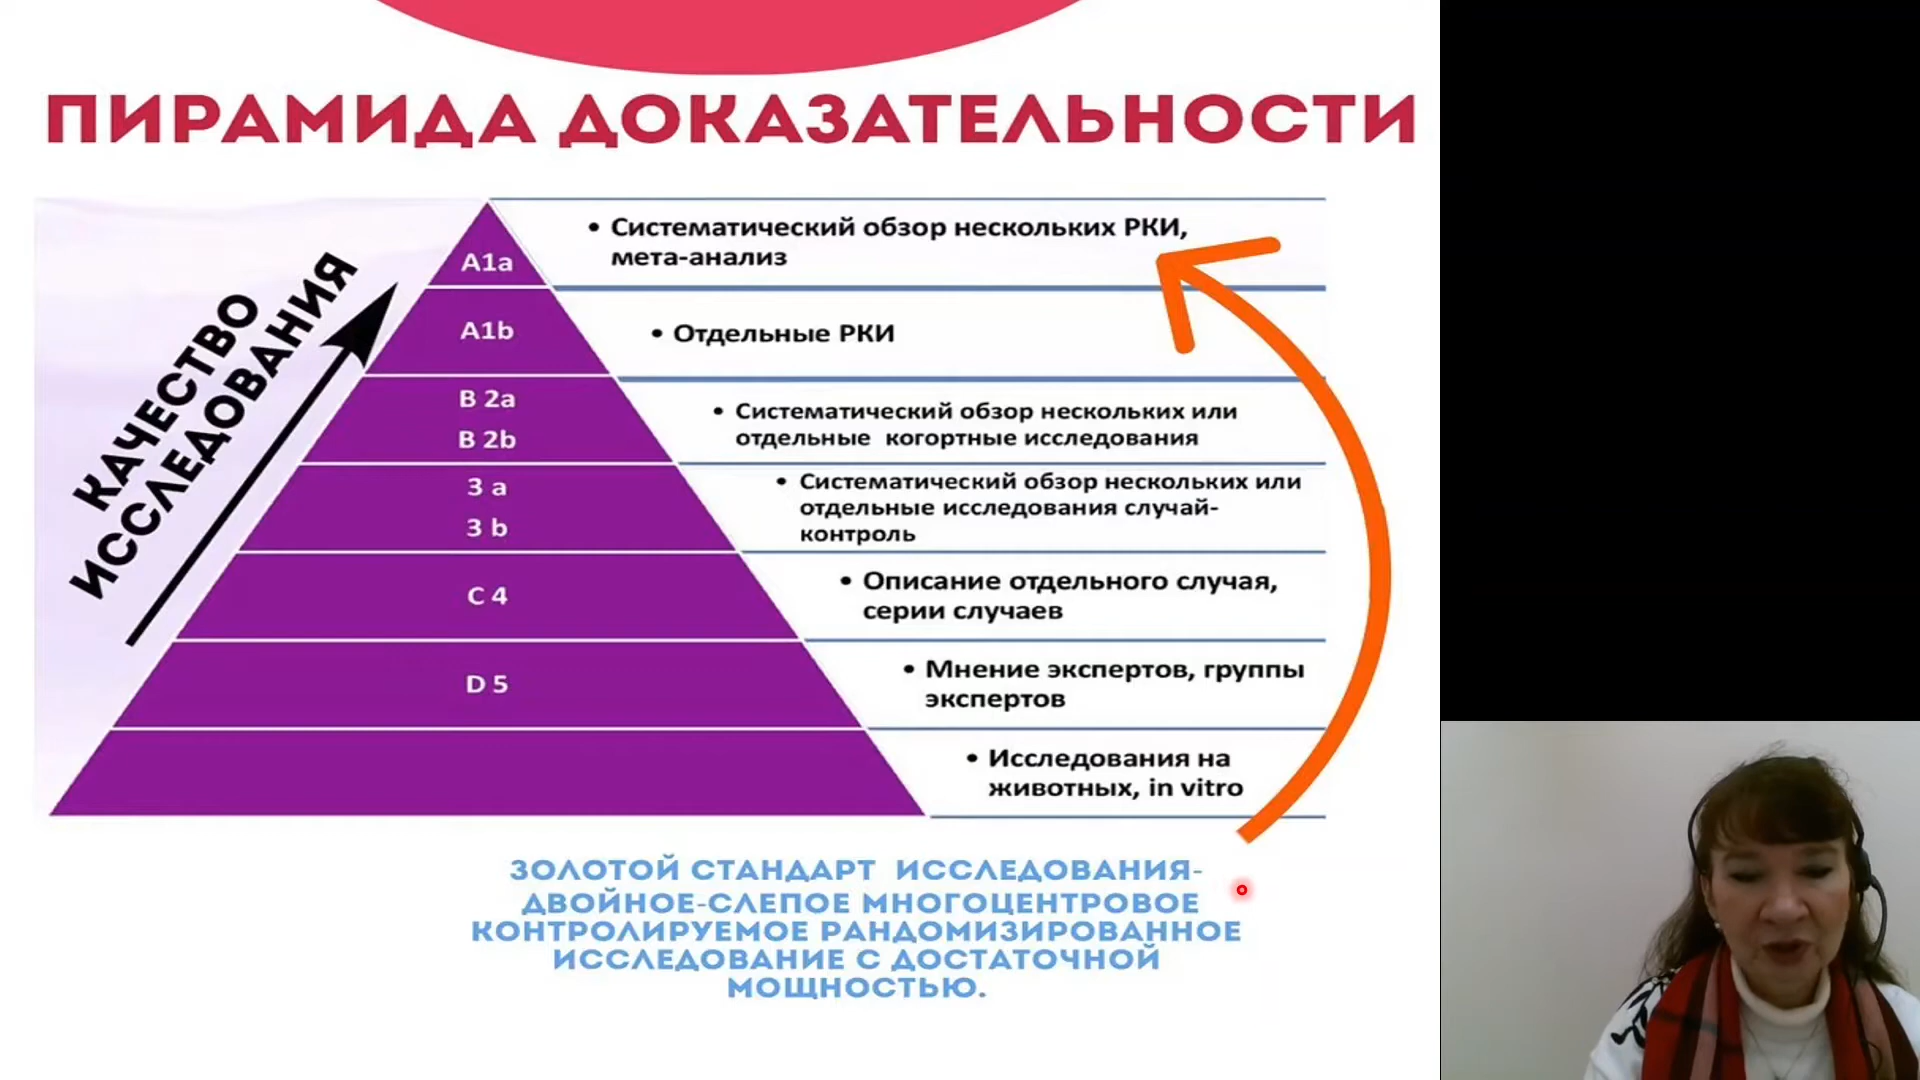 ПИРАМИДА ДОКАЗАТЕЛЬНОСТИ
КАЧЕСТВО
ИССЛЕДОВАНИЯ
A1a
• Систематический обзор нескольких РКИ,
мета-анализ
A1b
• Отдельные РКИ
B 2a
B 2b
• Систематический обзор нескольких или
отдельные когортные исследования
3 a
3 b
• Систематический обзор нескольких или
отдельные исследования случай-
контроль
C 4
• Описание отдельного случая,
серии случаев
D 5
• Мнение экспертов, группы
экспертов
• Исследования на
животных, in vitro
ЗОЛОТОЙ СТАНДАРТ ИССЛЕДОВАНИЯ-
ДВОЙНОЕ-СЛЕПОЕ МНОГОЦЕНТРОВОЕ
КОНТРОЛИРУЕМОЕ РАНДОМИЗИРОВАННОЕ
ИССЛЕДОВАНИЕ С ДОСТАТОЧНОЙ
МОЩНОСТЬЮ.